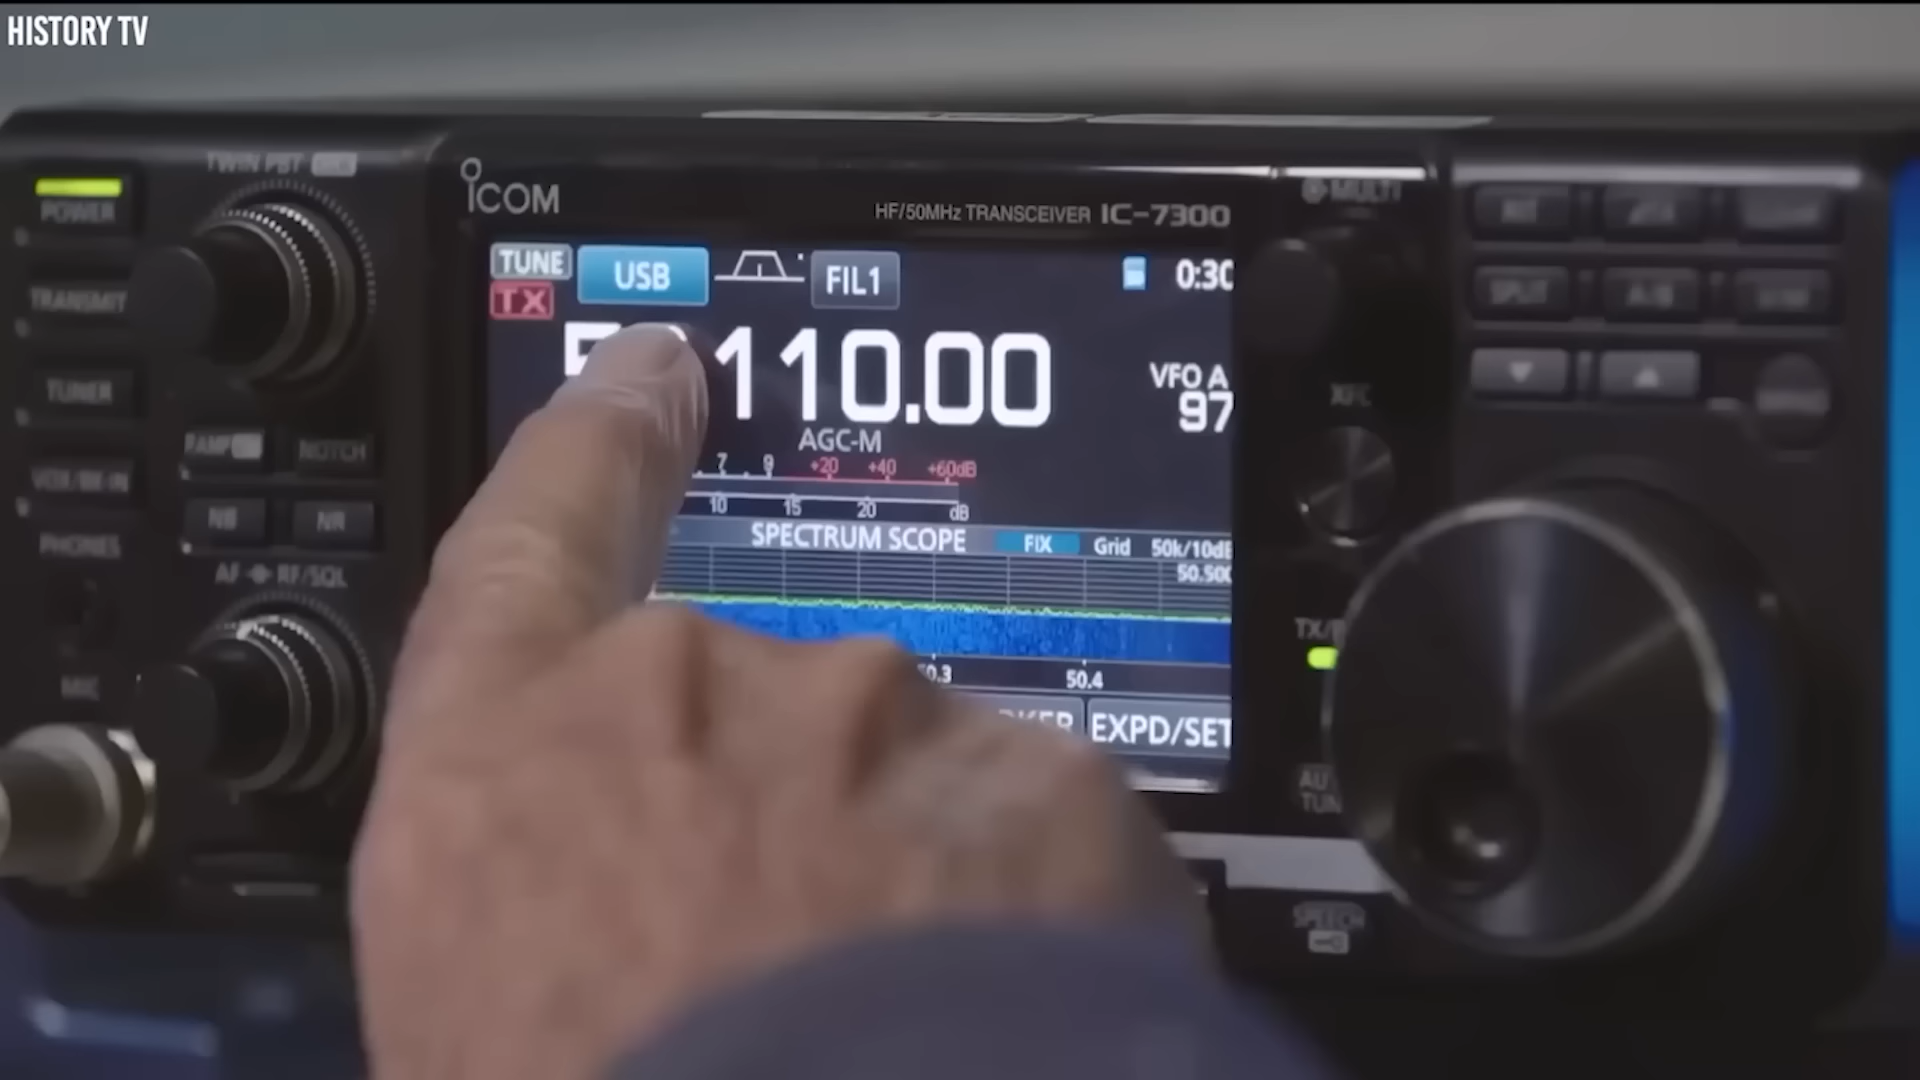 HISTORY TV
TWIN PBT
POWER
ICOM
HF/50MHz TRANSCEIVER IC-7300
MULTI
TUNE USB FIL1 0:30
TX
110.00
VFO A
97
AGC-M
7 9 +20 +40 +60dB
10 15 20 dB
SPECTRUM SCOPE FIX Grid 50k/10dB
50.500
0.3 50.4
EXPD/SET
TRANSMIT
TUNER
P.AMP
NOTCH
VOX/BK-IN
NB
NR
PHONES
AF RF/SQL
MIC
SPLIT
A/B
XFC
TX/
AU
TUN
SPEECH